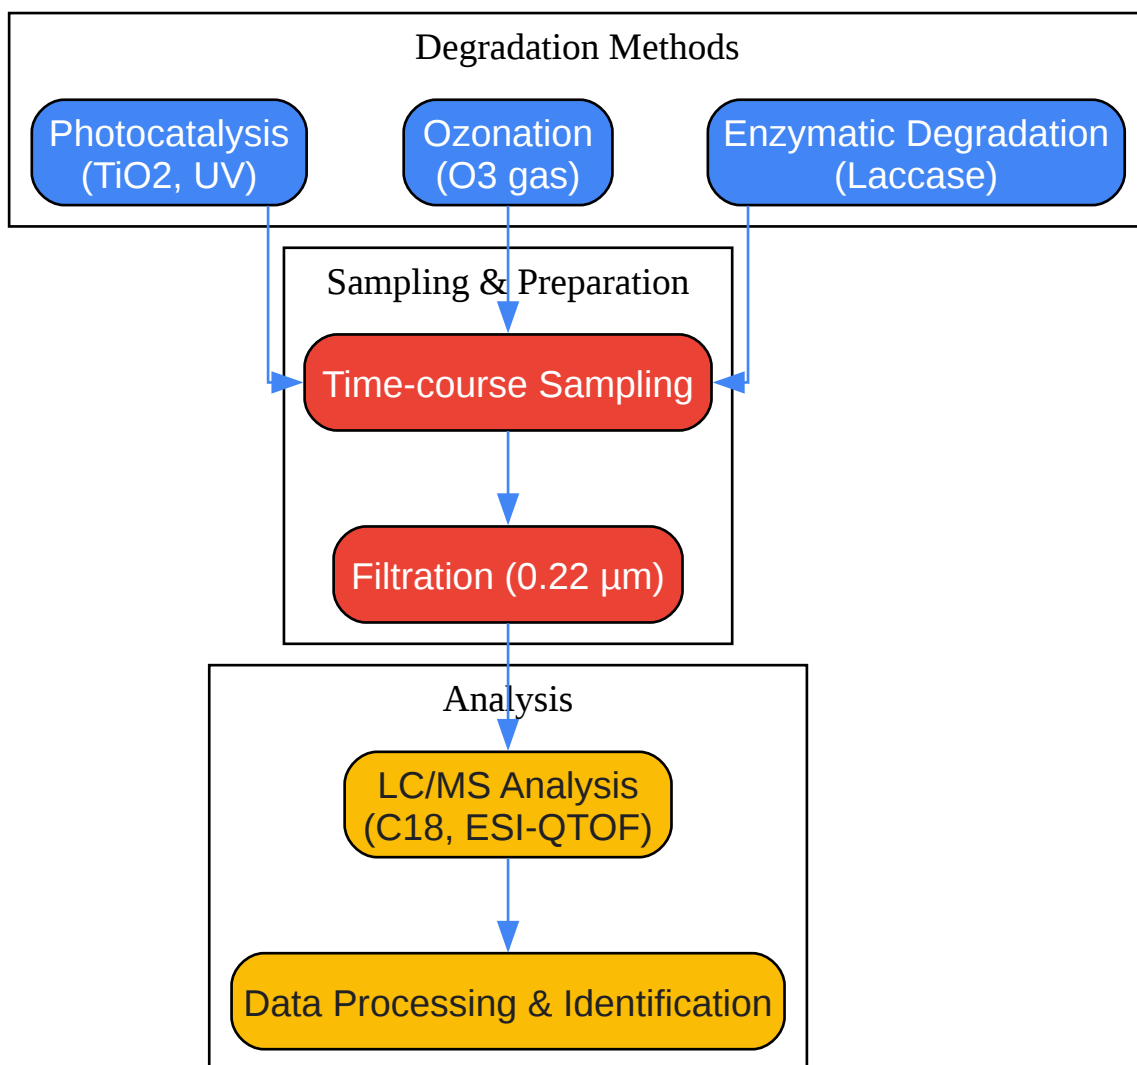 Degradation Methods
Photocatalysis
(TiO2, UV)
Ozonation
(O3 gas)
Enzymatic Degradation
(Laccase)
Sampling & Preparation
Time-course Sampling
Filtration (0.22 µm)
Analysis
LC/MS Analysis
(C18, ESI-QTOF)
Data Processing & Identification